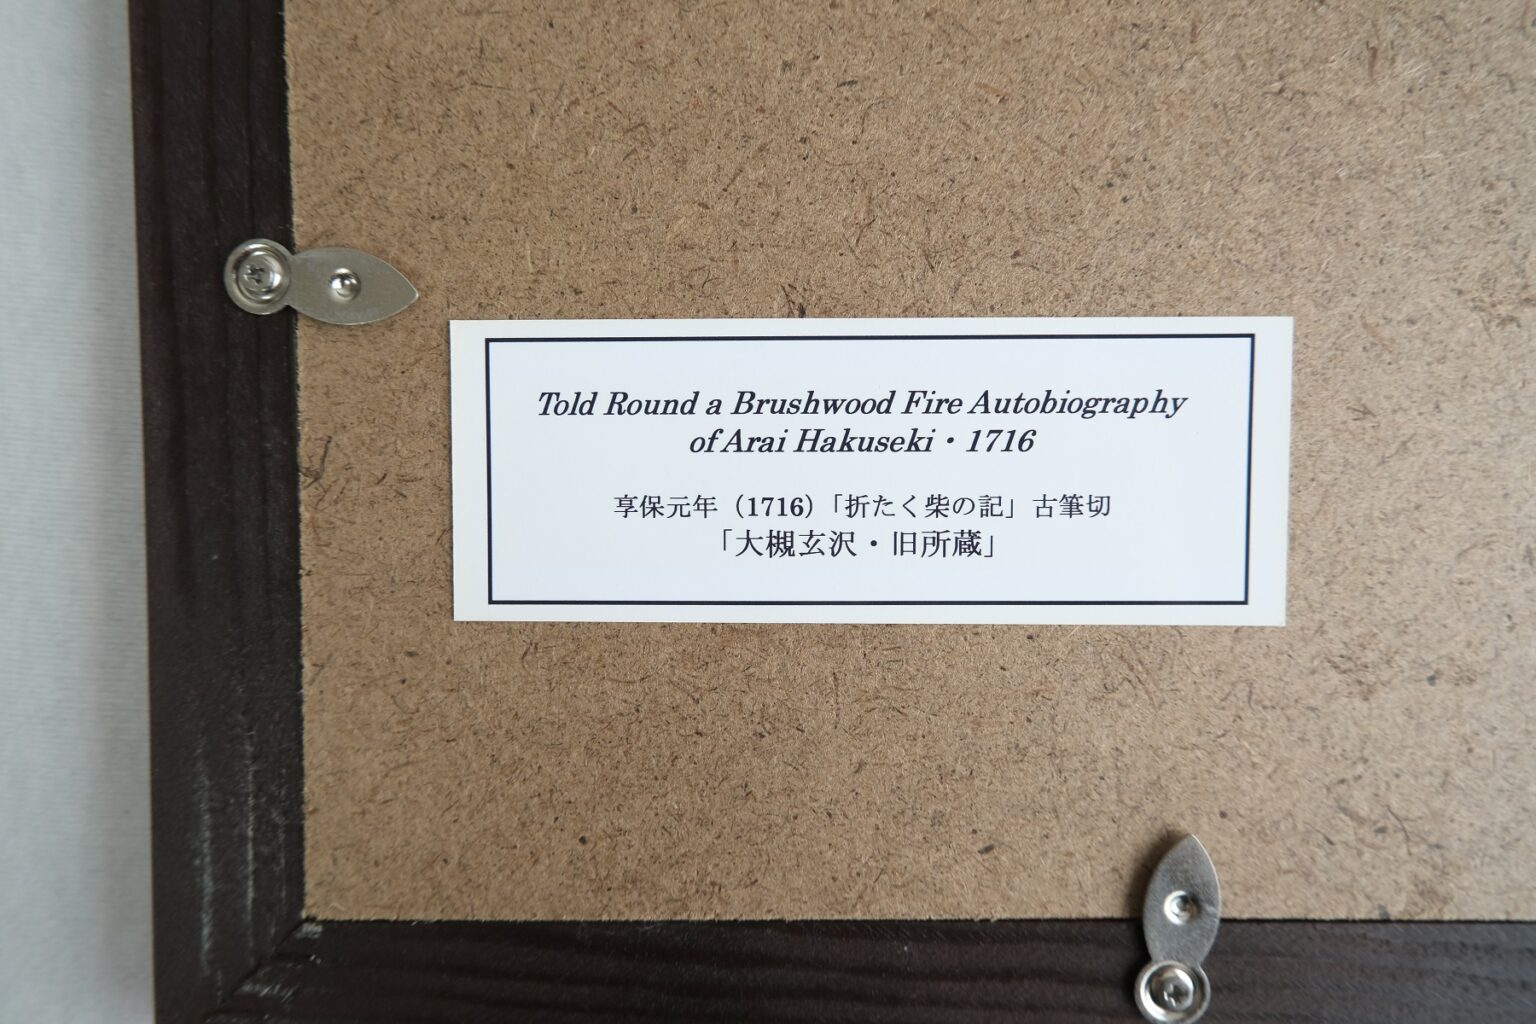 Told Round a Brushwood Fire Autobiography
of Arai Hakuseki・1716
享保元年（1716）「折たく柴の記」古筆切
「大槻玄沢・旧所蔵」